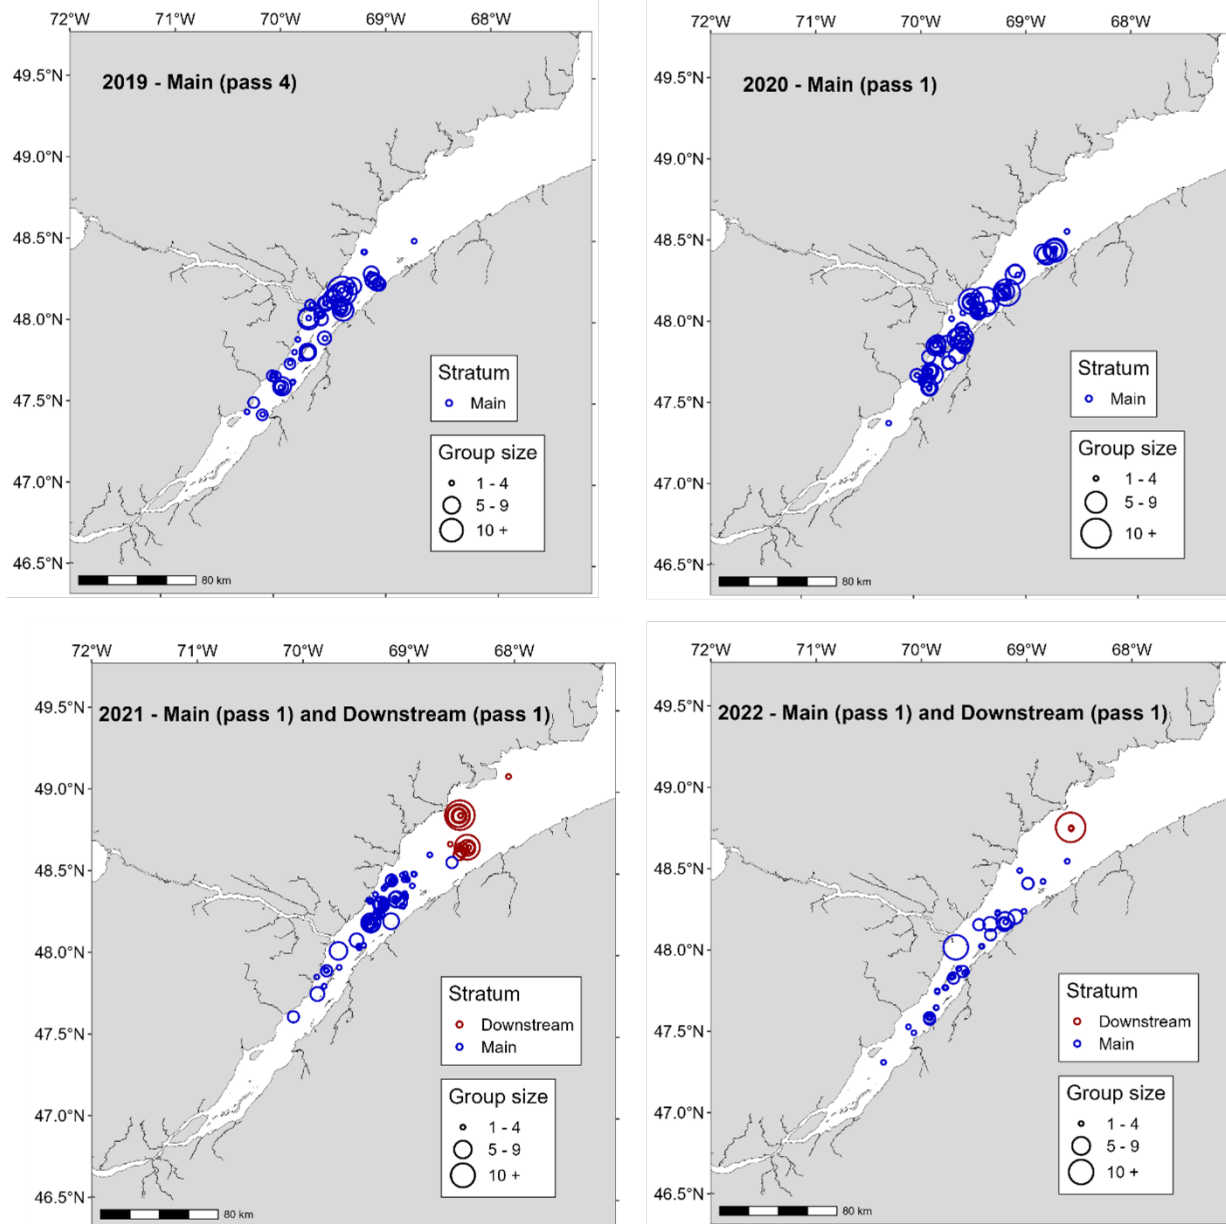 72°W 71°W 70°W 69°W 68°W
49.5°N
49.0°N
48.5°N
48.0°N
47.5°N
47.0°N
46.5°N
2019 - Main (pass 4)
Stratum
Main
Group size
1 - 4
5 - 9
10 +
80 km
72°W 71°W 70°W 69°W 68°W
49.5°N
49.0°N
48.5°N
48.0°N
47.5°N
47.0°N
46.5°N
2020 - Main (pass 1)
Stratum
Main
Group size
1 - 4
5 - 9
10 +
80 km
72°W 71°W 70°W 69°W 68°W
49.5°N
49.0°N
48.5°N
48.0°N
47.5°N
47.0°N
46.5°N
2021 - Main (pass 1) and Downstream (pass 1)
Stratum
Downstream
Main
Group size
1 - 4
5 - 9
10 +
80 km
72°W 71°W 70°W 69°W 68°W
49.5°N
49.0°N
48.5°N
48.0°N
47.5°N
47.0°N
46.5°N
2022 - Main (pass 1) and Downstream (pass 1)
Stratum
Downstream
Main
Group size
1 - 4
5 - 9
10 +
80 km